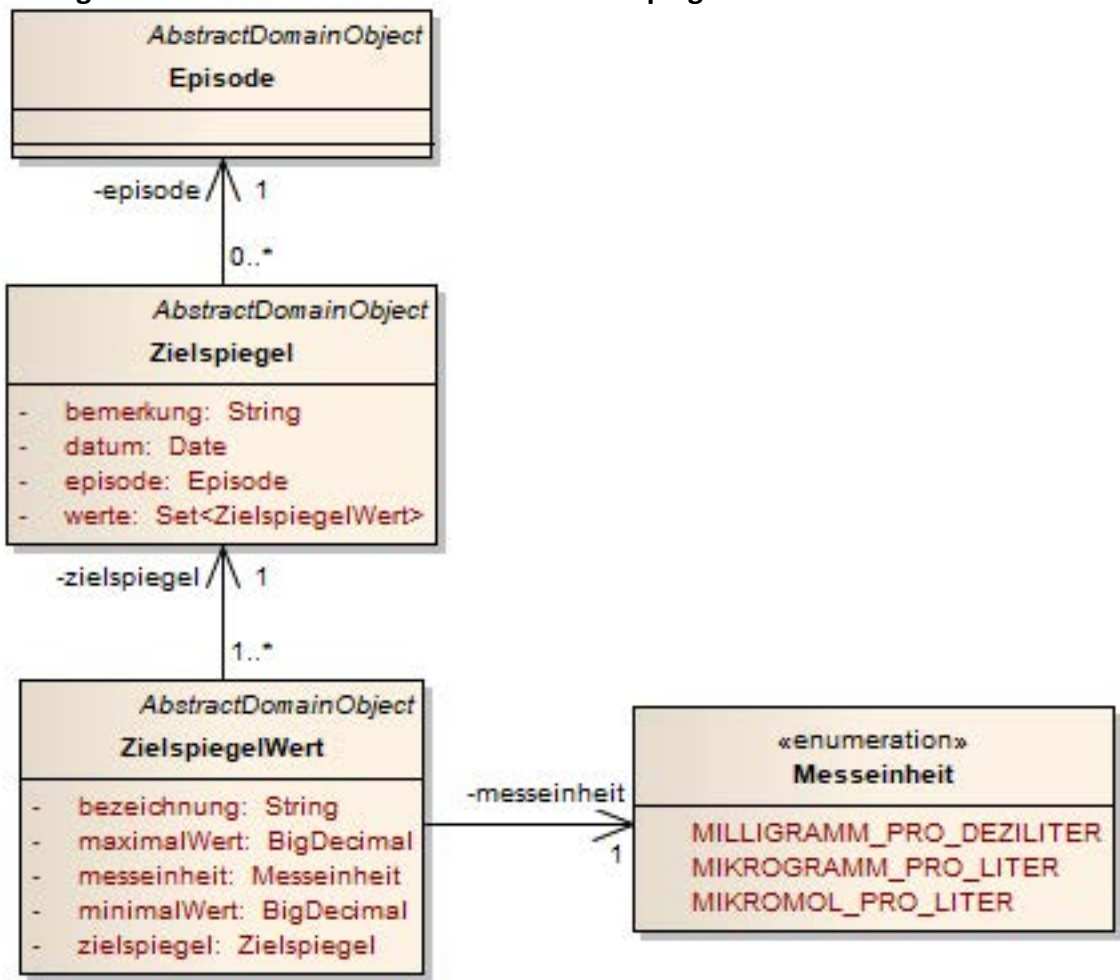 AbstractDomainObject
Episode
-episode
1
0..*
AbstractDomainObject
Zielspiegel
- bemerkung: String
- datum: Date
- episode: Episode
- werte: Set<ZielspiegelWert>
-zielspiegel
1
1..*
AbstractDomainObject
ZielspiegelWert
- bezeichnung: String
- maximalWert: BigDecimal
- messeinheit: Messeinheit
- minimalWert: BigDecimal
- zielspiegel: Zielspiegel
-messeinheit
1
«enumeration»
Messeinheit
MILLIGRAMM_PRO_DEZILITER
MIKROGRAMM_PRO_LITER
MIKROMOL_PRO_LITER